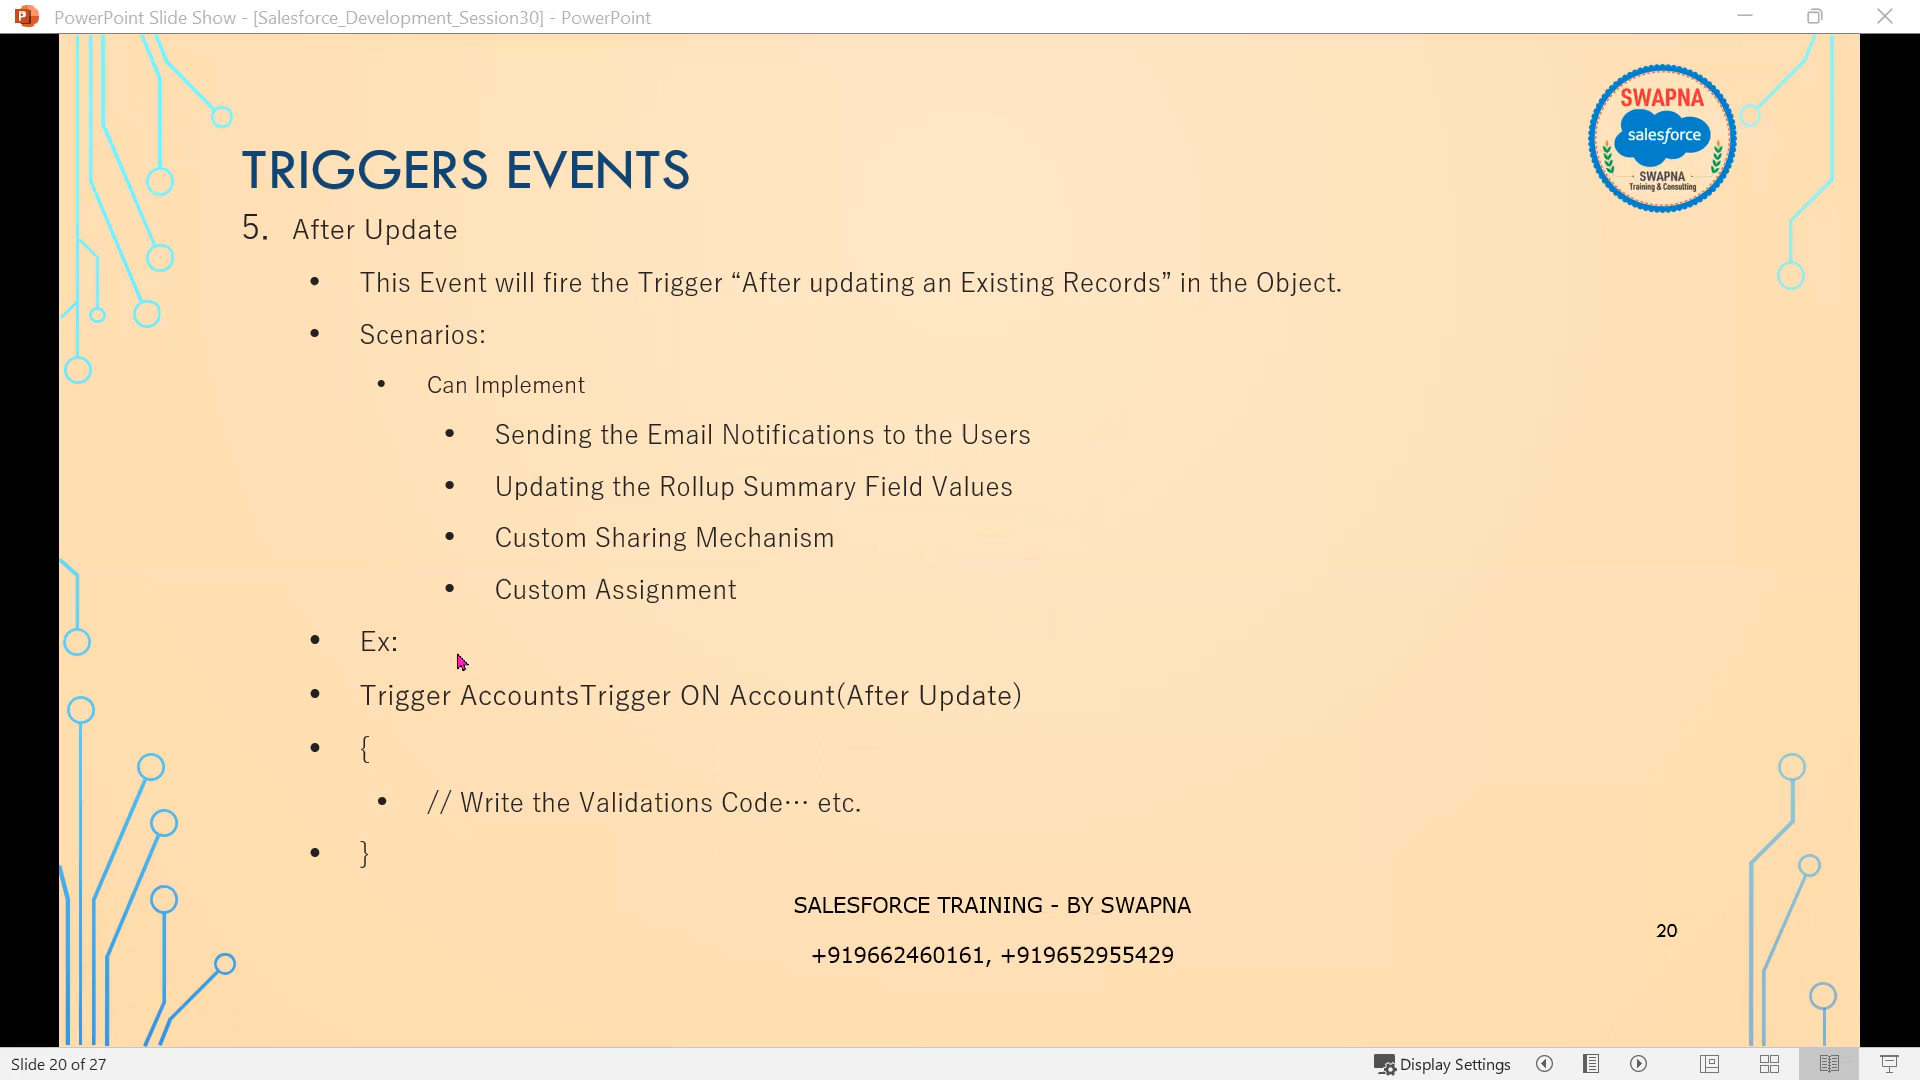 PowerPoint Slide Show - [Salesforce_Development_Session30] - PowerPoint
SWAPNA
salesforce
SWAPNA
Training & Consulting
TRIGGERS EVENTS
5. After Update
• This Event will fire the Trigger “After updating an Existing Records” in the Object.
• Scenarios:
• Can Implement
• Sending the Email Notifications to the Users
• Updating the Rollup Summary Field Values
• Custom Sharing Mechanism
• Custom Assignment
• Ex:
• Trigger AccountsTrigger ON Account(After Update)
• {
• // Write the Validations Code… etc.
• }
SALESFORCE TRAINING - BY SWAPNA
20
+919662460161, +919652955429
Slide 20 of 27
Display Settings